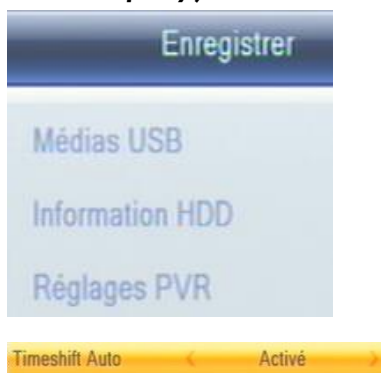 Enregistrer
Médias USB
Information HDD
Réglages PVR
Timeshift Auto < Activé >